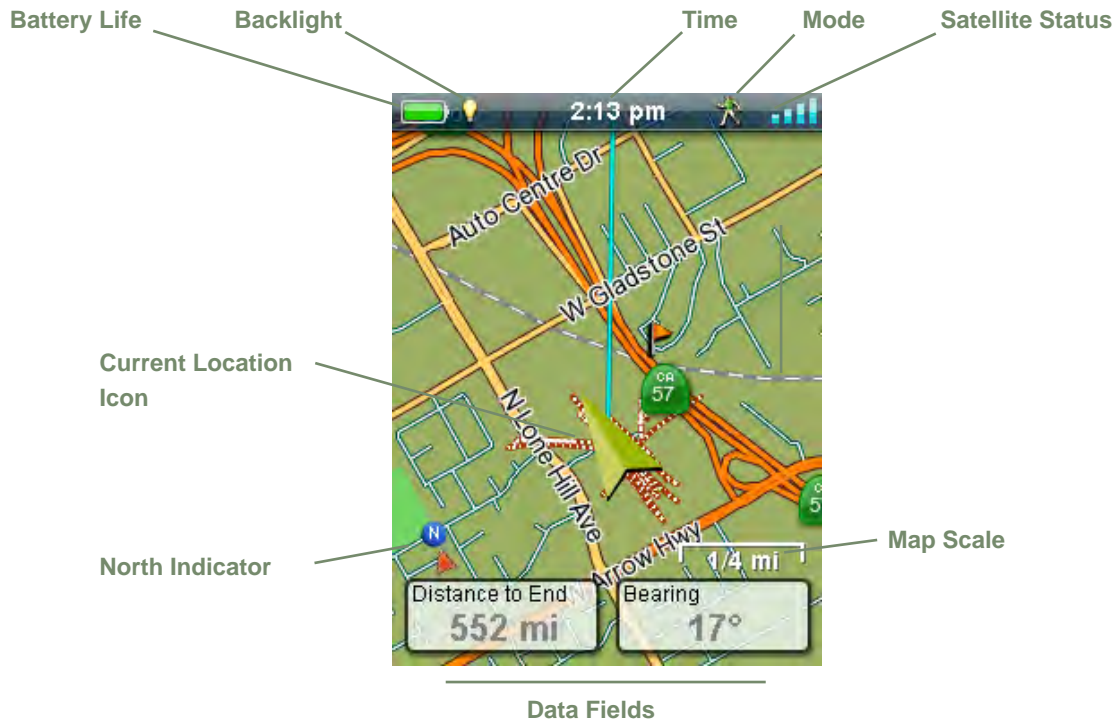 Battery Life
Backlight
Time
Mode
Satellite Status
2:13 pm
Auto Centre Dr
W Gladstone St
CA
57
Current Location
Icon
N Lone Hill Ave
N
North Indicator
W Arrow Hwy
1/4 mi
Map Scale
Distance to End
552 mi
Bearing
17°
Data Fields